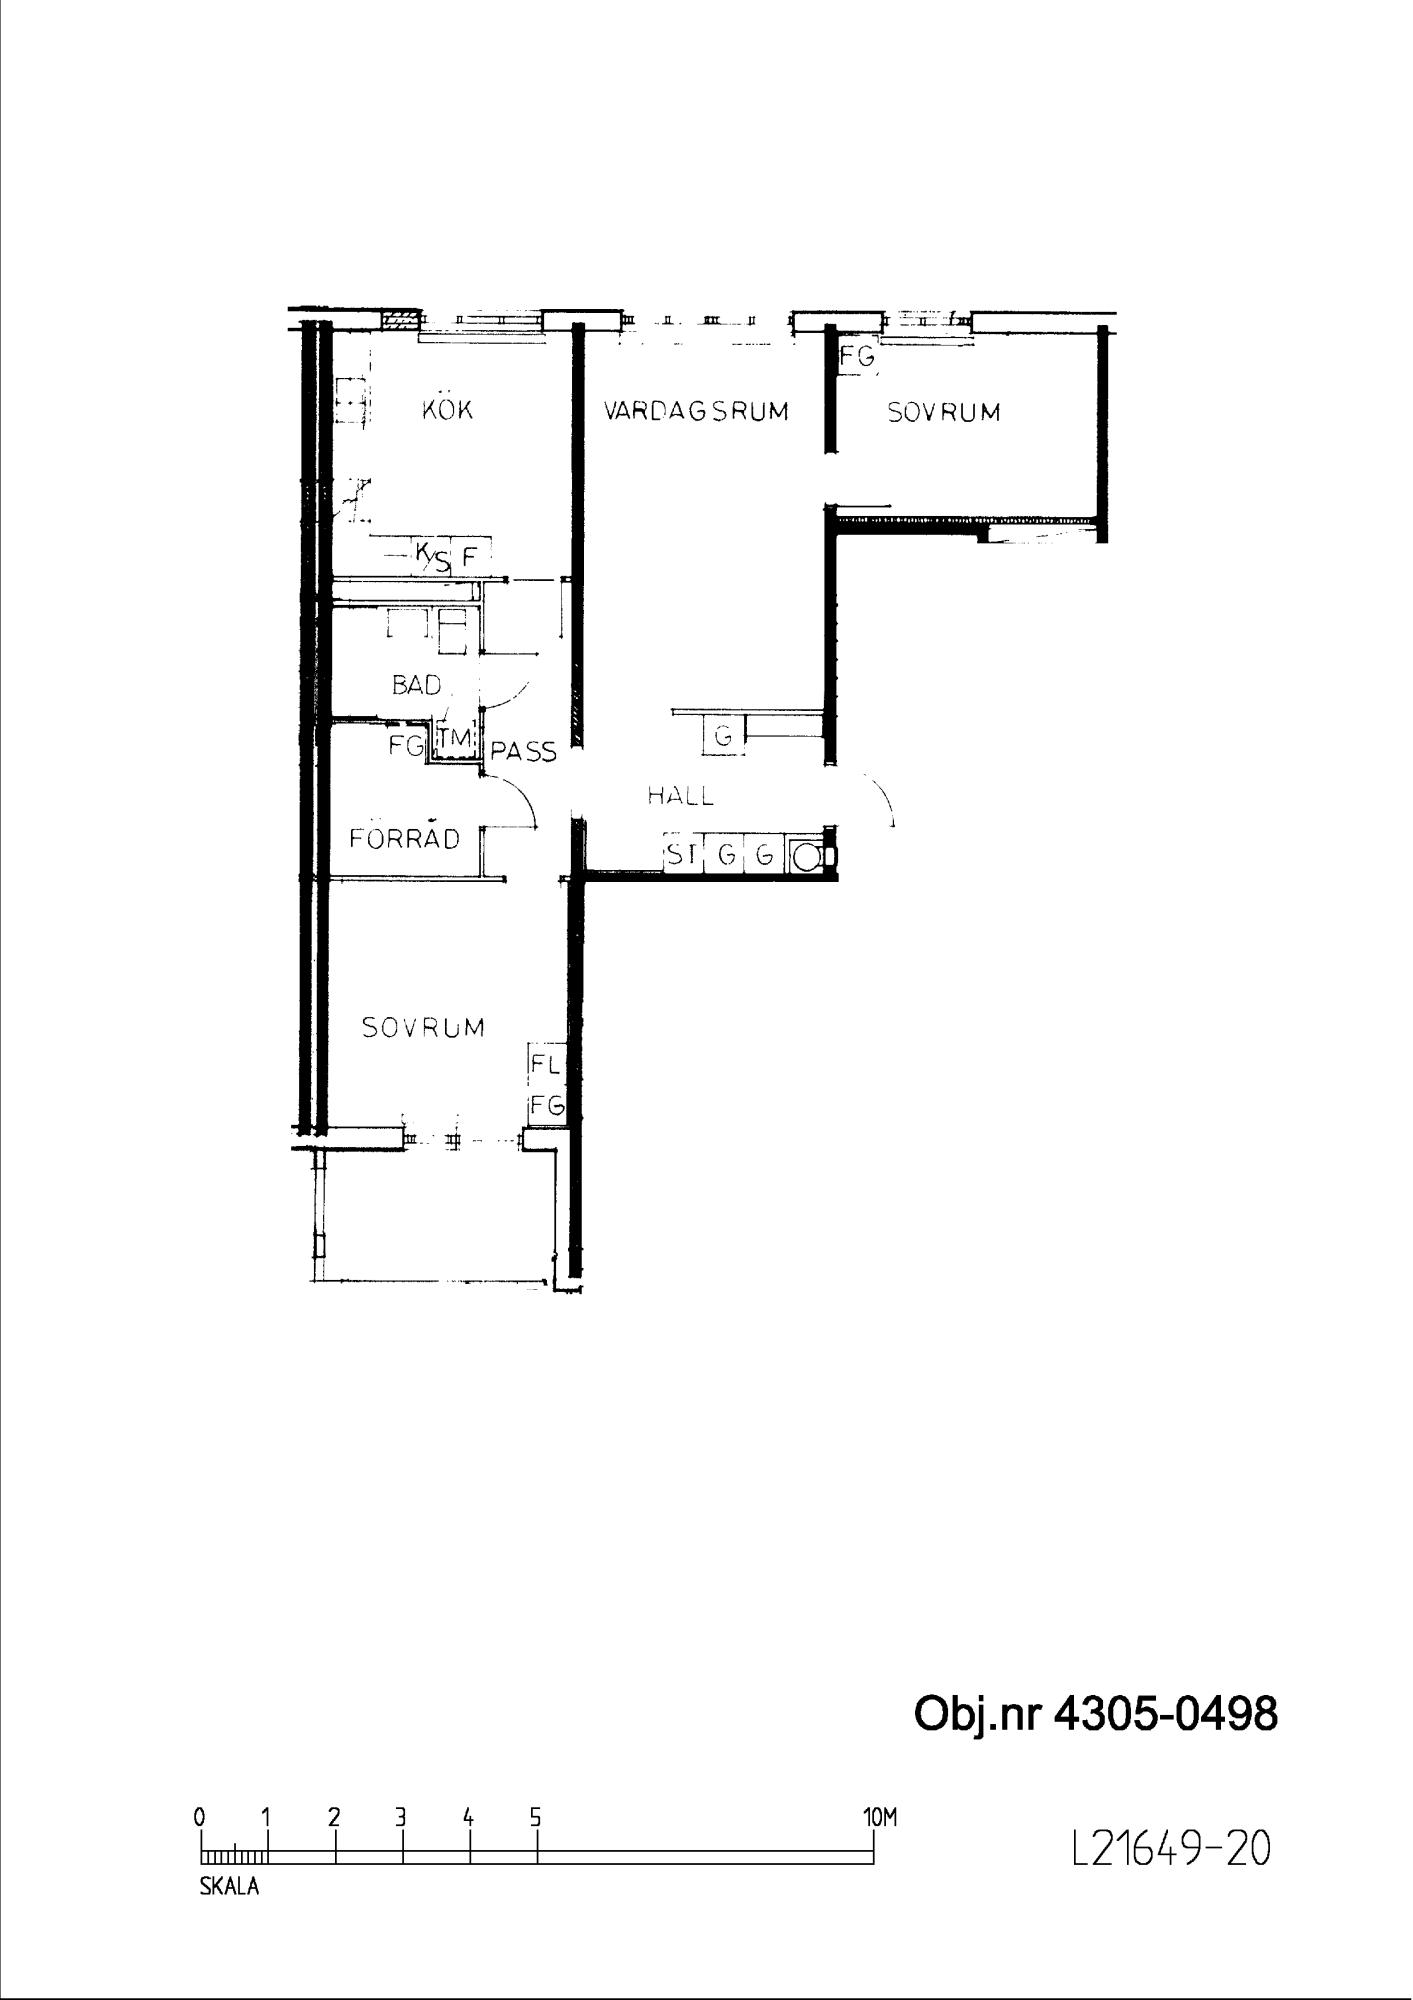 KÖK
VARDAGSRUM
FG
SOVRUM
K/S F
BAD
TM
FG
PASS
G
HALL
FÖRRÅD
ST G G
SOVRUM
FL
FG
Obj.nr 4305-0498
0 1 2 3 4 5 10M
SKALA
L21649-20